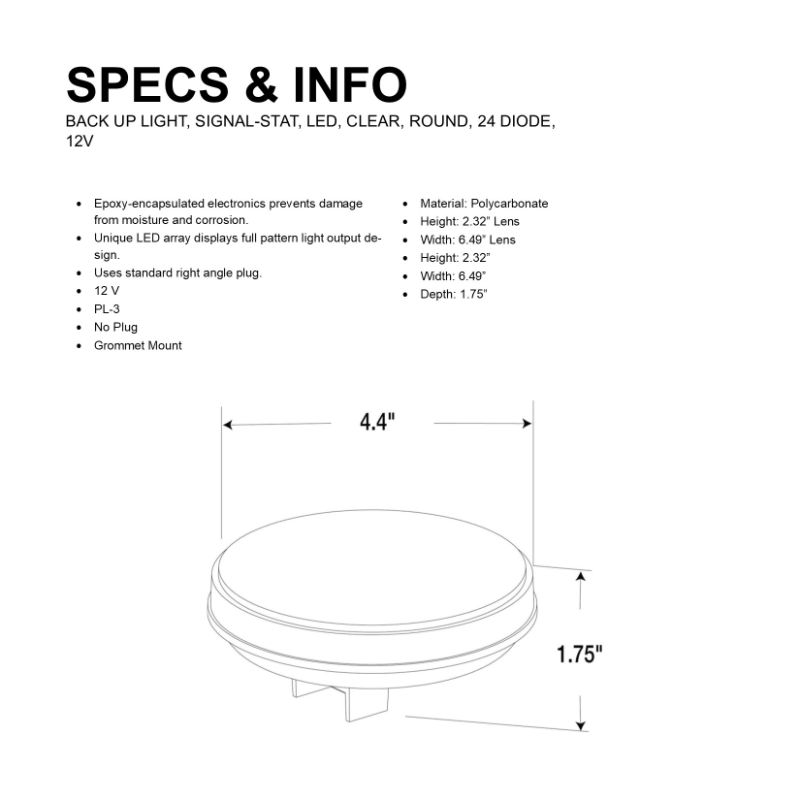 SPECS & INFO
BACK UP LIGHT, SIGNAL-STAT, LED, CLEAR, ROUND, 24 DIODE,
12V
• Epoxy-encapsulated electronics prevents damage
from moisture and corrosion.
• Unique LED array displays full pattern light output de-
sign.
• Uses standard right angle plug.
• 12 V
• PL-3
• No Plug
• Grommet Mount
• Material: Polycarbonate
• Height: 2.32” Lens
• Width: 6.49” Lens
• Height: 2.32”
• Width: 6.49”
• Depth: 1.75”
4.4"
1.75"